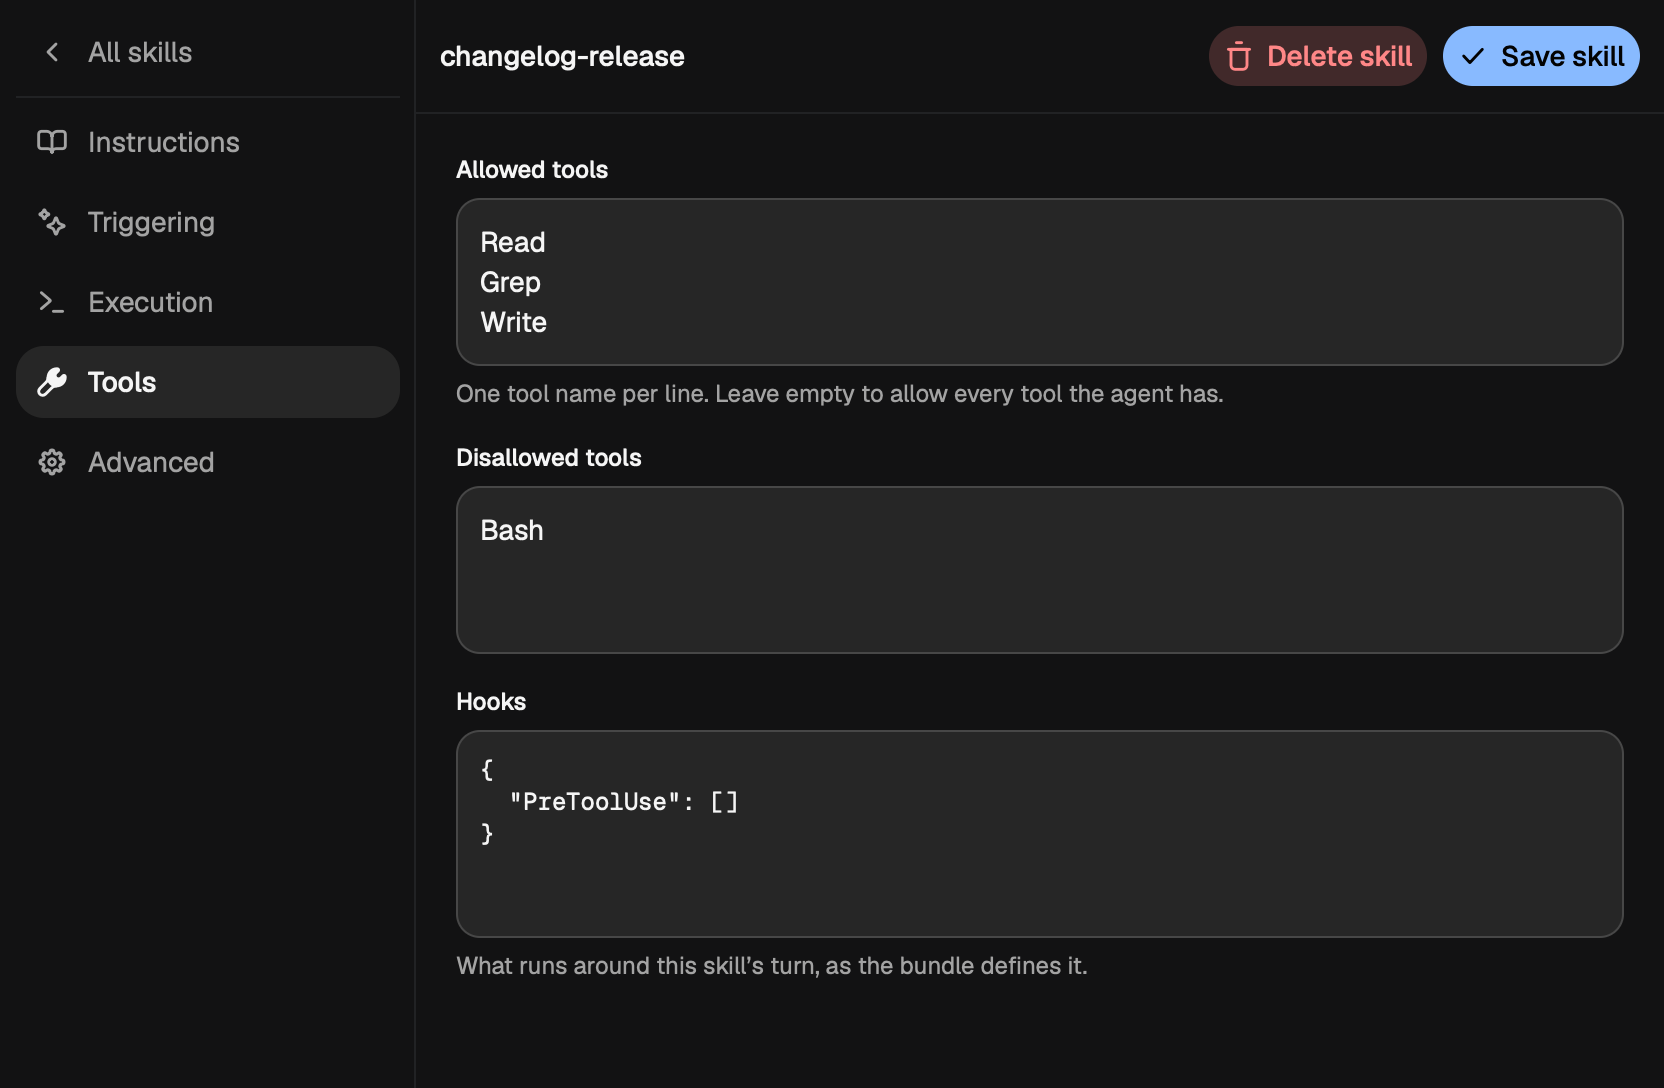 All skills
Instructions
Triggering
Execution
Tools
Advanced
changelog-release
Delete skill
Save skill
Allowed tools
Read
Grep
Write
One tool name per line. Leave empty to allow every tool the agent has.
Disallowed tools
Bash
Hooks
{
  "PreToolUse": []
}
What runs around this skill’s turn, as the bundle defines it.